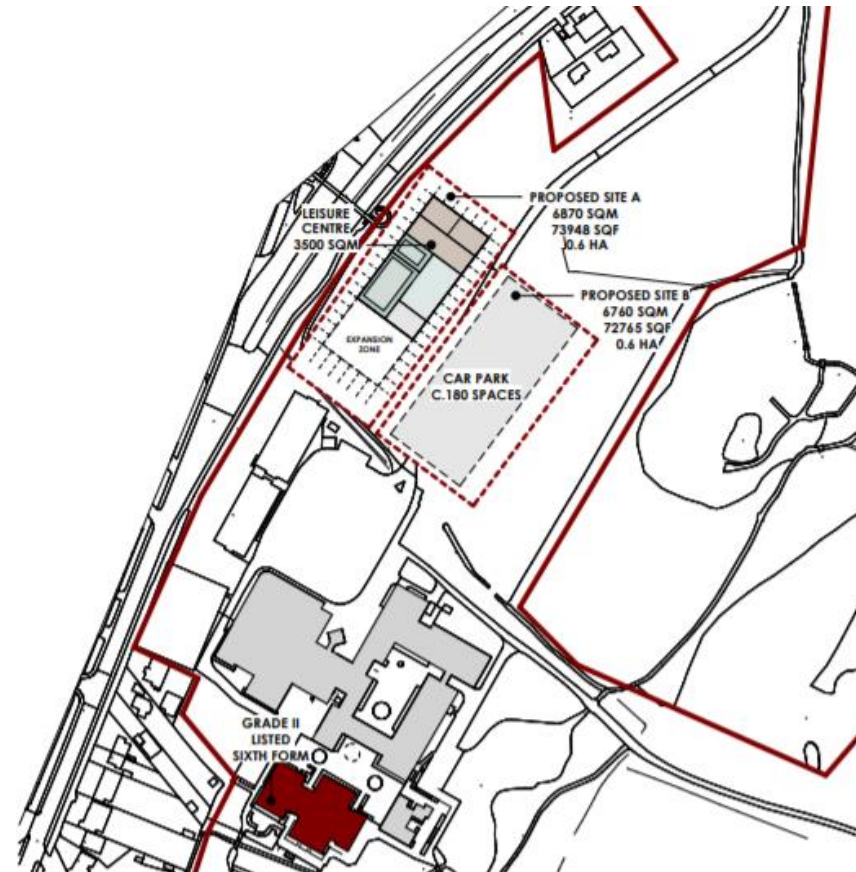 PROPOSED SITE A
6870 SQM
73948 SQF
0.6 HA
LEISURE
CENTRE
3500 SQM
PROPOSED SITE B
6760 SQM
72765 SQF
0.6 HA
EXPANSION
ZONE
CAR PARK
C.180 SPACES
GRADE II
LISTED
SIXTH FORM